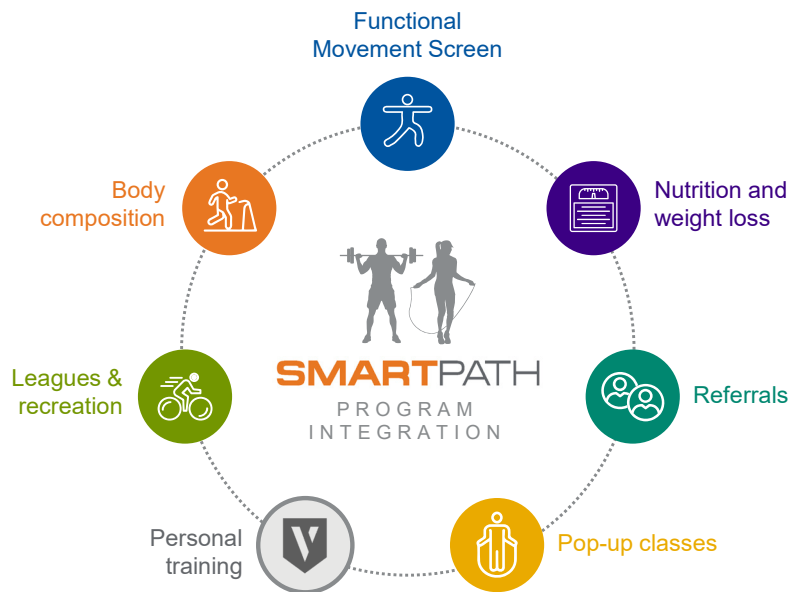 Functional
Movement Screen
Body
composition
Nutrition and
weight loss
SMARTPATH
PROGRAM
INTEGRATION
Leagues &
recreation
Referrals
Personal
training
Pop-up classes